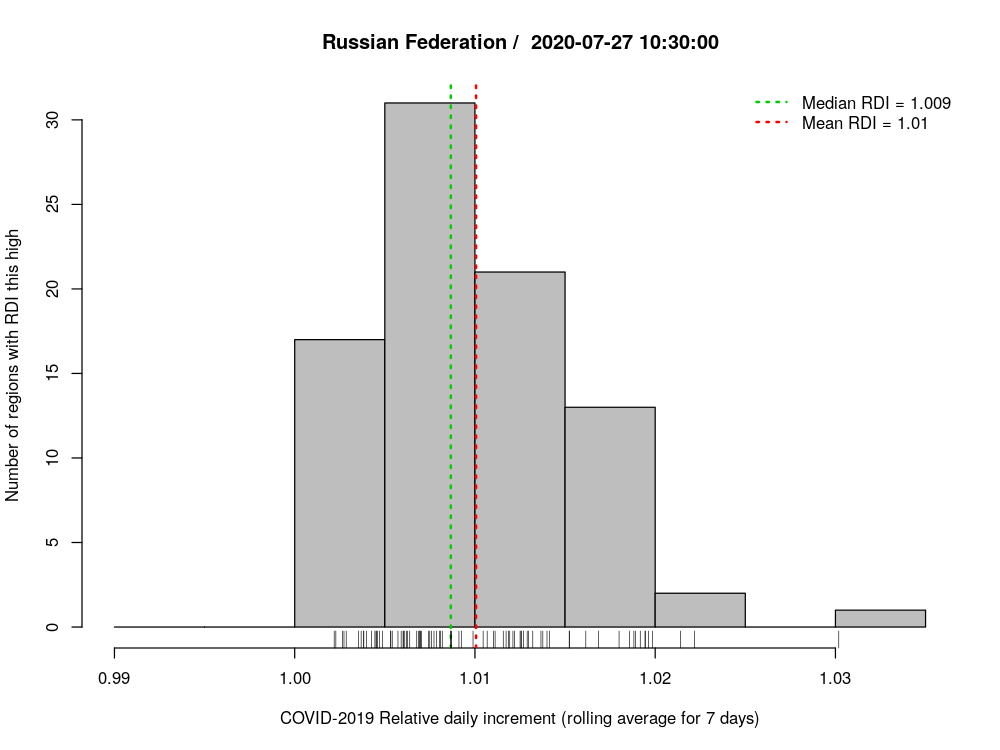 Russian Federation /  2020-07-27 10:30:00
Median RDI = 1.009
Mean RDI = 1.01
Number of regions with RDI this high
30
25
20
15
10
5
0
0.99 1.00 1.01 1.02 1.03
COVID-2019 Relative daily increment (rolling average for 7 days)